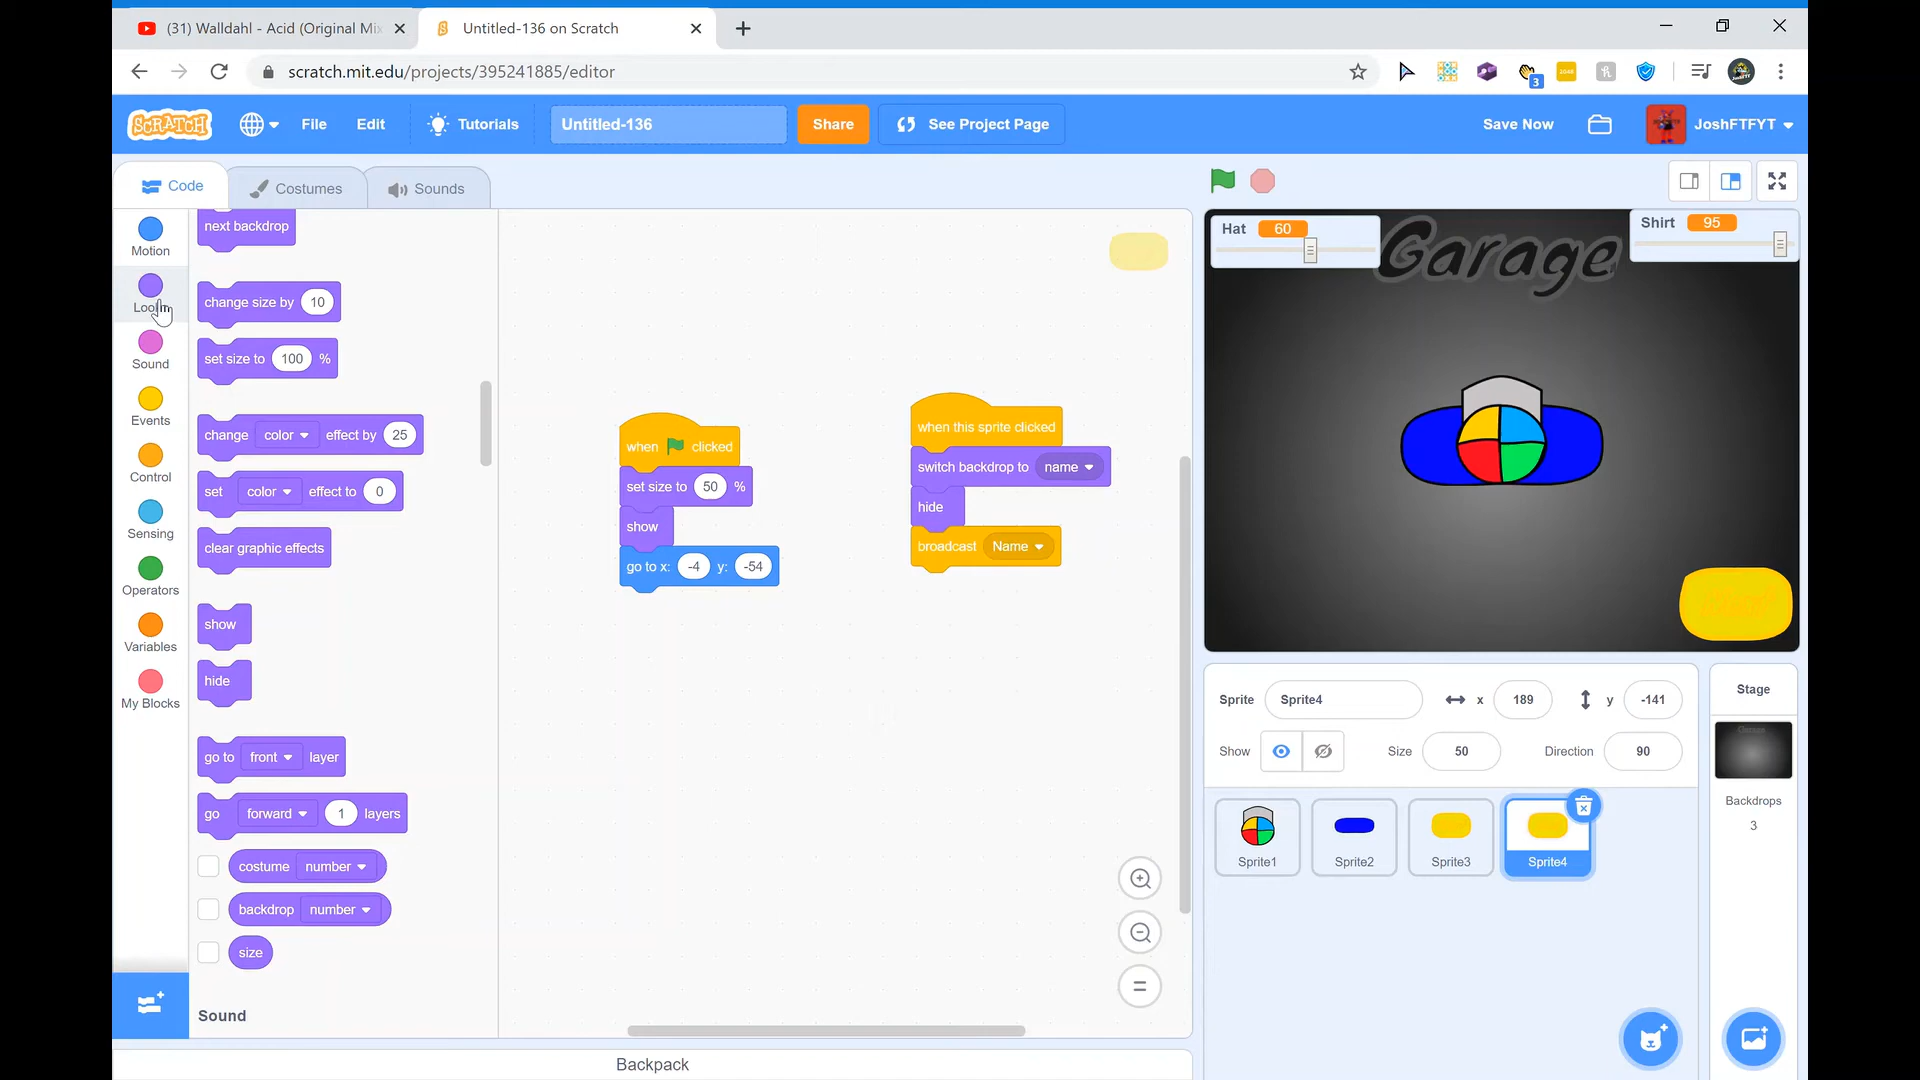 (31) Walldahl - Acid (Original Mix
Untitled-136 on Scratch
scratch.mit.edu/projects/395241885/editor
3
SCRATCH
File
Edit
Tutorials
Untitled-136
Share
See Project Page
Save Now
JoshFTFYT
Code
Costumes
Sounds
Motion
Looks
Sound
Events
Control
Sensing
Operators
Variables
My Blocks
next backdrop
change size by 10
set size to 100 %
change color effect by 25
set color effect to 0
clear graphic effects
show
hide
go to front layer
go forward 1 layers
costume number
backdrop number
size
Sound
when clicked
set size to 50 %
show
go to x: -4 y: -54
when this sprite clicked
switch backdrop to name
hide
broadcast Name
Backpack
Hat 60
Shirt 95
Garage
Sprite Sprite4 x 189 y -141
Show Size 50 Direction 90
Sprite1
Sprite2
Sprite3
Sprite4
Stage
Backdrops
3